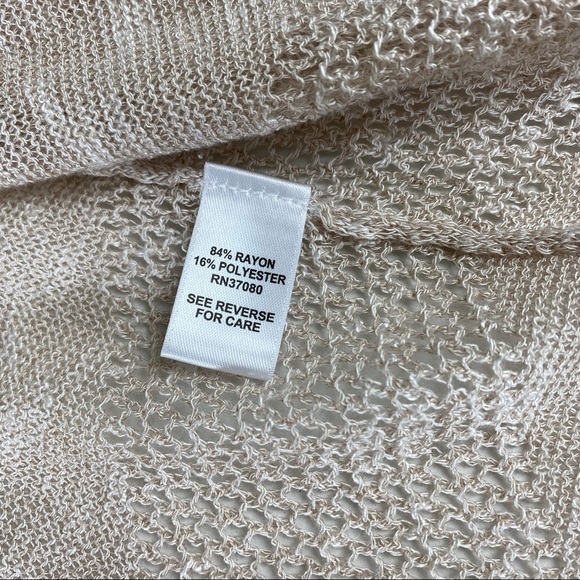 84% RAYON
16% POLYESTER
RN37080
SEE REVERSE
FOR CARE